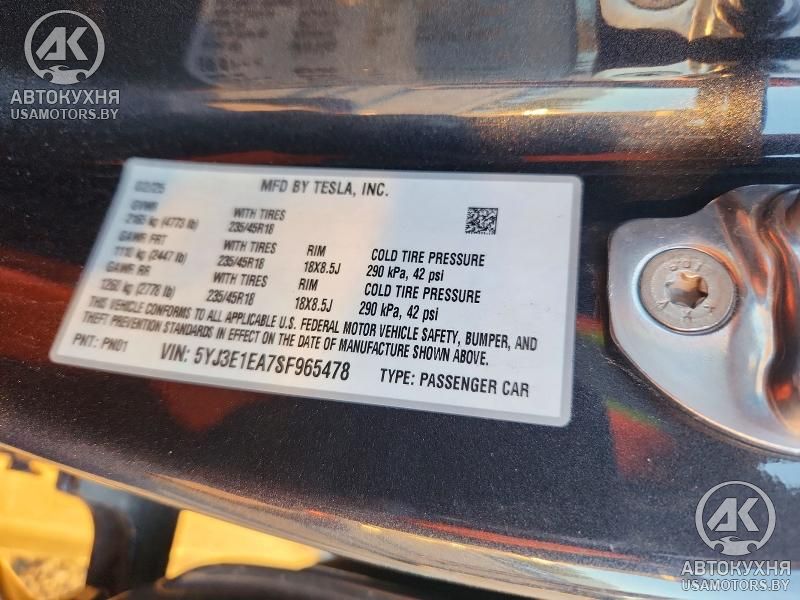 АК
АВТОКУХНЯ
USAMOTORS.BY
02/25 MFD BY TESLA, INC.
GVWR
2165 kg (4773 lb) WITH TIRES 235/45R18
GAWR FRT
1110 kg (2447 lb) WITH TIRES 235/45R18 RIM 18X8.5J COLD TIRE PRESSURE 290 kPa, 42 psi
GAWR RR
1260 kg (2778 lb) WITH TIRES 235/45R18 RIM 18X8.5J COLD TIRE PRESSURE 290 kPa, 42 psi
THIS VEHICLE CONFORMS TO ALL APPLICABLE U.S. FEDERAL MOTOR VEHICLE SAFETY, BUMPER, AND
THEFT PREVENTION STANDARDS IN EFFECT ON THE DATE OF MANUFACTURE SHOWN ABOVE.
PNT: PN01 VIN: 5YJ3E1EA7SF965478 TYPE: PASSENGER CAR
АК
АВТОКУХНЯ
USAMOTORS.BY